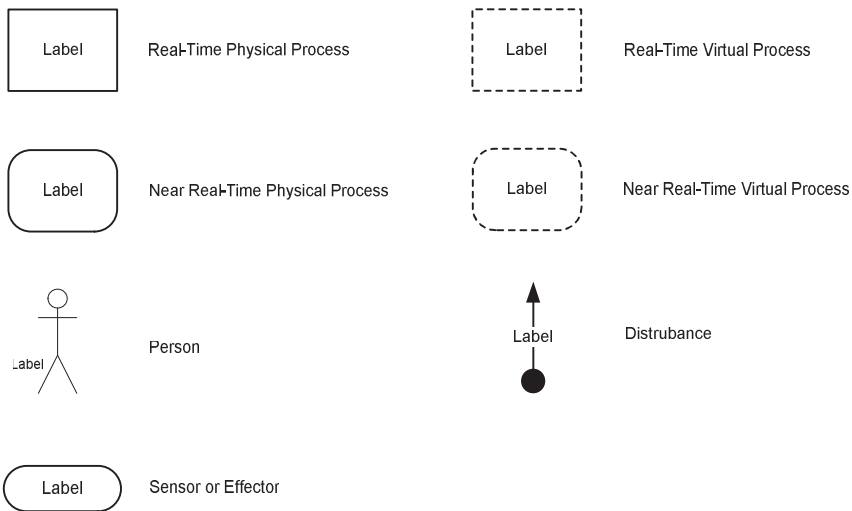 Label Real-Time Physical Process
Label Real-Time Virtual Process
Label Near Real-Time Physical Process
Label Near Real-Time Virtual Process
Label Person
Label Distrubance
Label Sensor or Effector